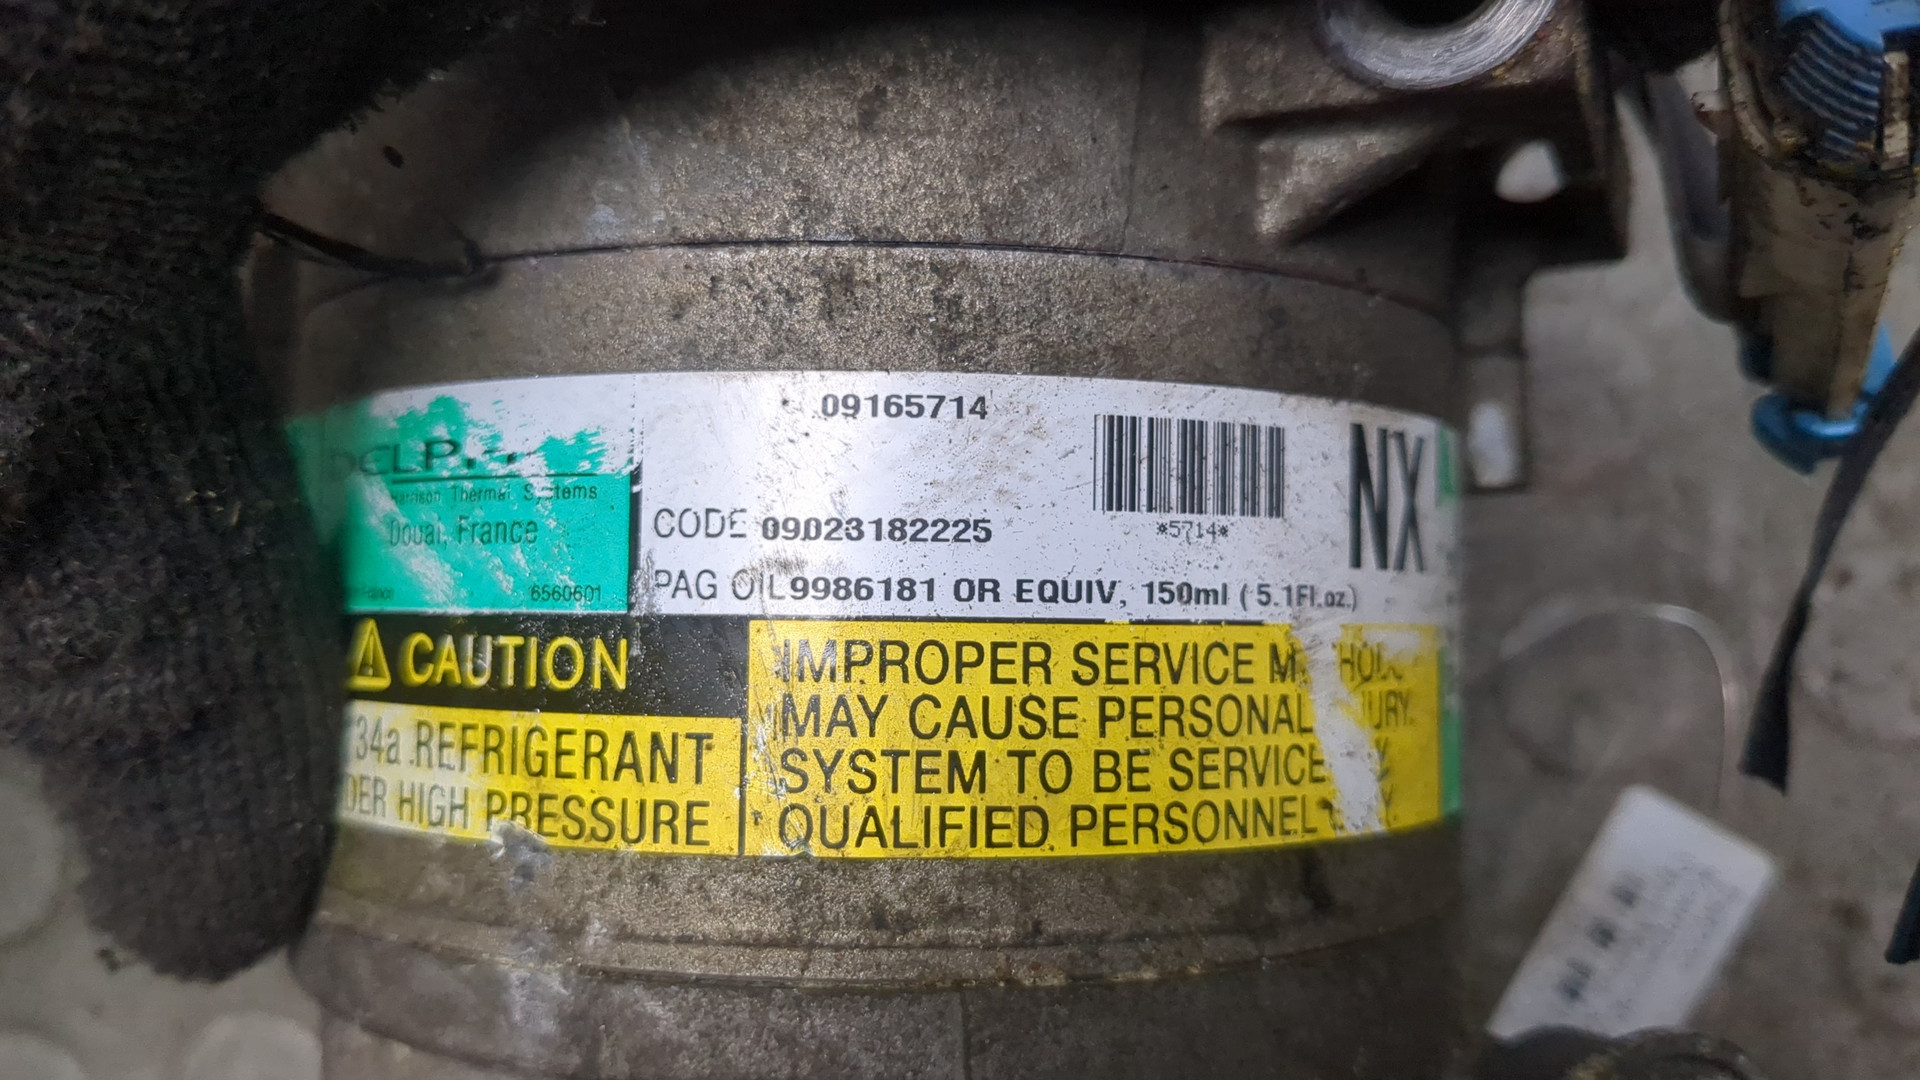 09165714
Harrison Thermal Systems
Douai, France
CODE 09023182225
*5714*
NX
6560601
PAG OIL 9986181 OR EQUIV, 150ml (5.1Fl.oz.)
CAUTION
34a REFRIGERANT
HIGH PRESSURE
IMPROPER SERVICE
MAY CAUSE PERSONAL
SYSTEM TO BE SERVICE
QUALIFIED PERSONNEL